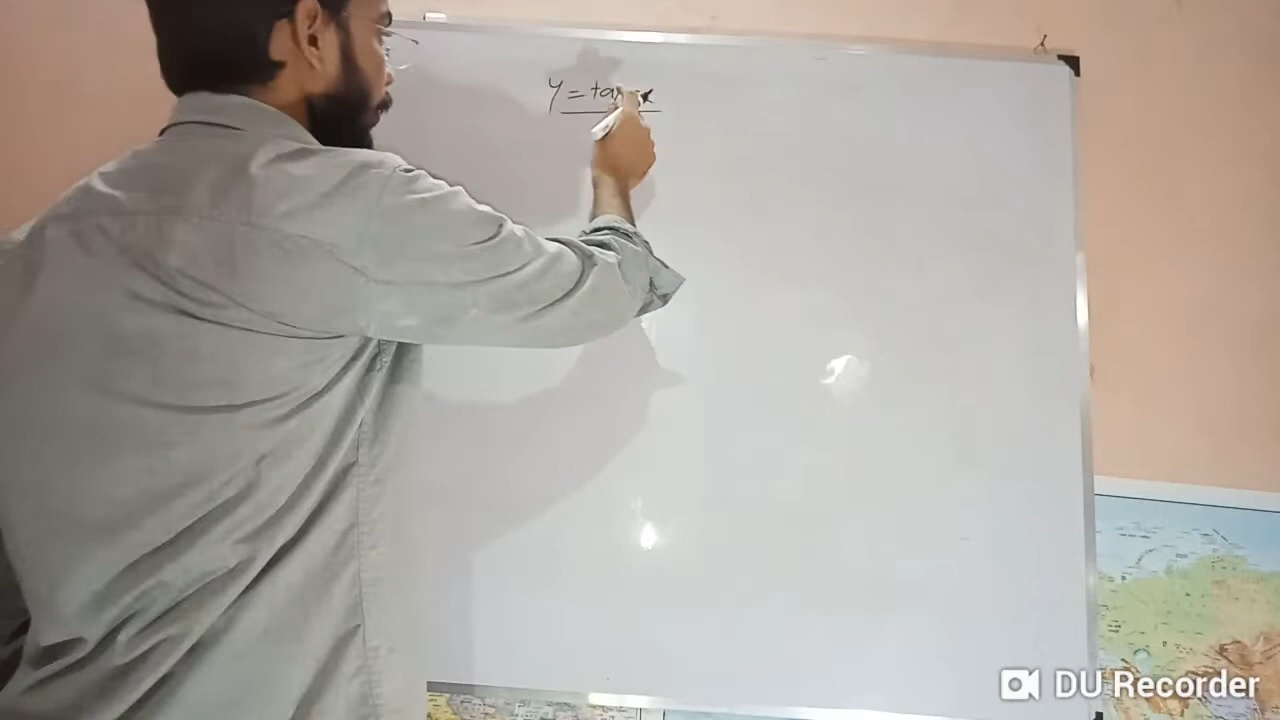 y = tan x
DU Recorder